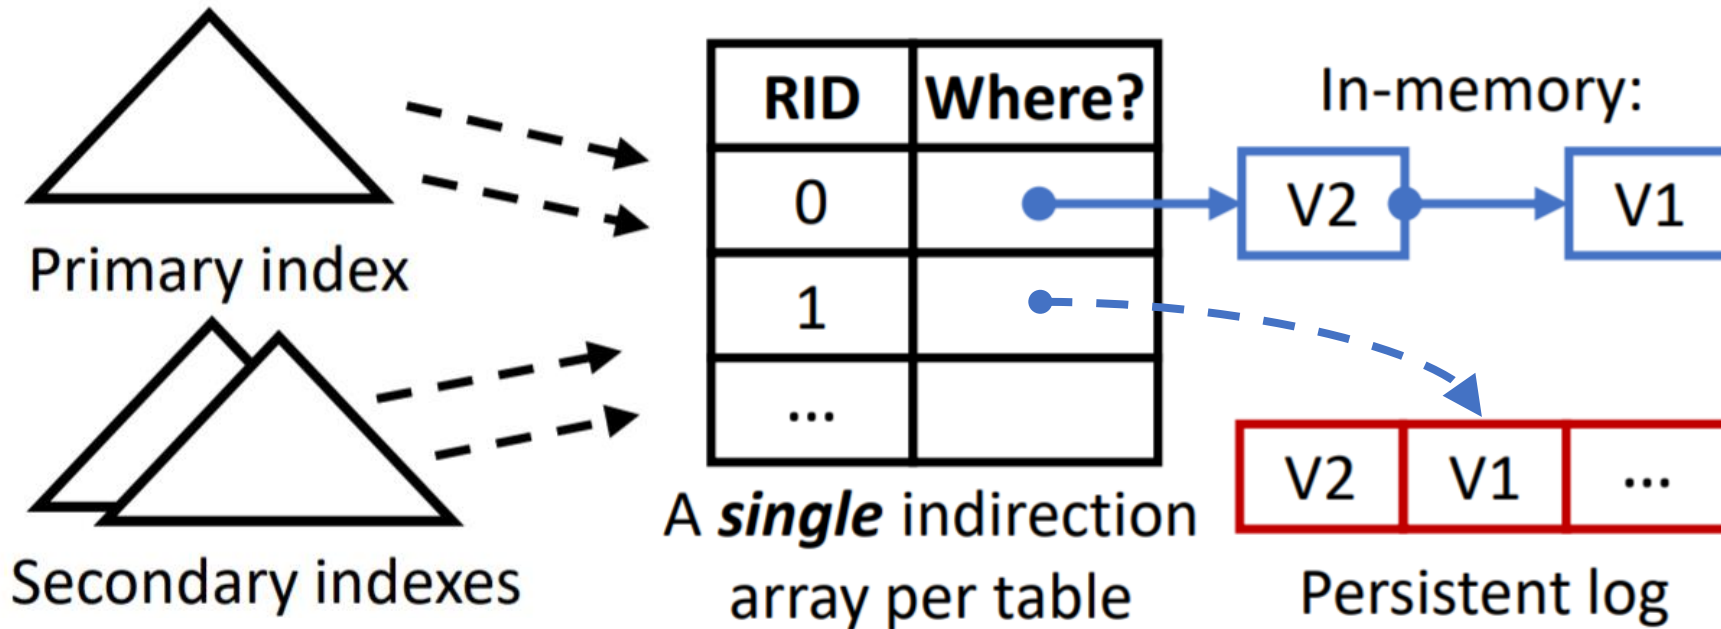 Primary index
Secondary indexes
RID Where?
0
1
...
A single indirection
array per table
In-memory:
V2 V1
V2 V1 ...
Persistent log